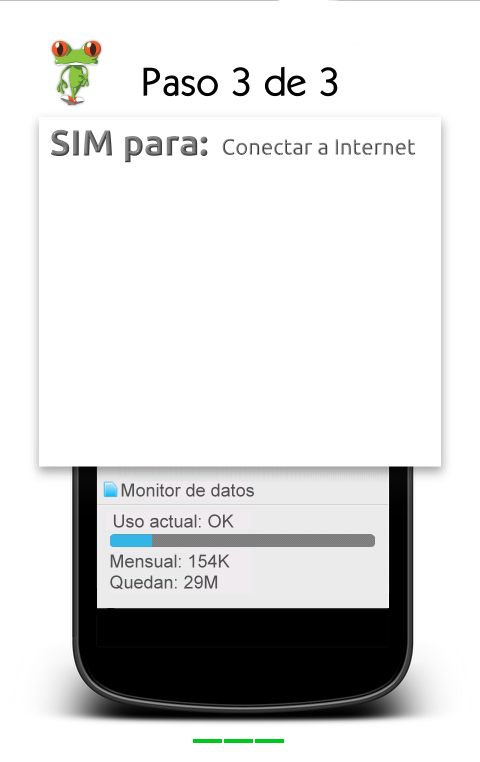 Paso 3 de 3
SIM para: Conectar a Internet
Monitor de datos
Uso actual: OK
Mensual: 154K
Quedan: 29M